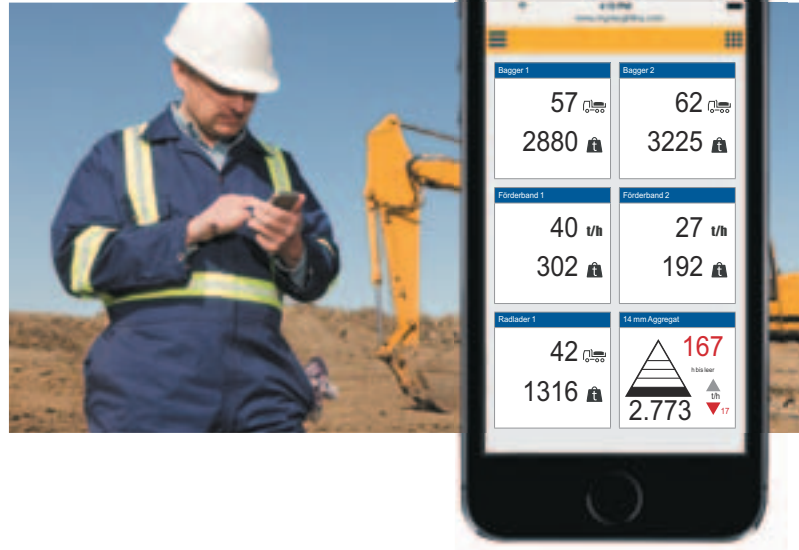 Bagger 1
57
2880 t
Bagger 2
62
3225 t
Förderband 1
40 t/h
302 t
Förderband 2
27 t/h
192 t
Radlader 1
42
1316 t
14 mm Aggregat
167
h bis leer
t/h
2.773
17